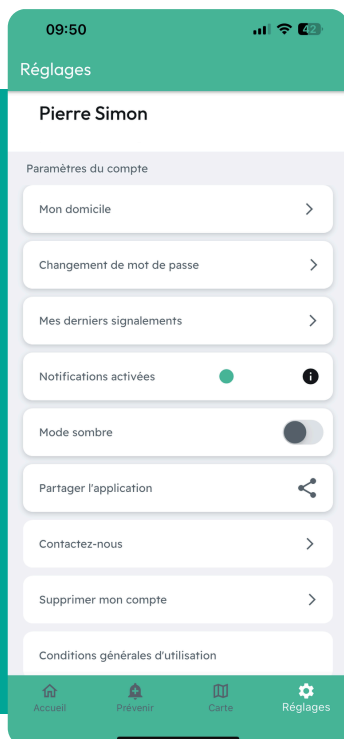 09:50
42
Réglages
Pierre Simon
Paramètres du compte
Mon domicile
Changement de mot de passe
Mes derniers signalements
Notifications activées
Mode sombre
Partager l'application
Contactez-nous
Supprimer mon compte
Conditions générales d'utilisation
Accueil
Prévenir
Carte
Réglages